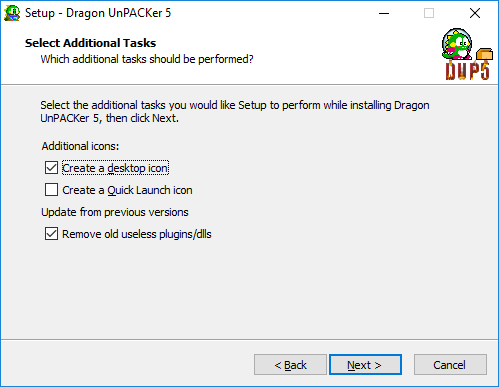 Setup - Dragon UnPACKer 5
Select Additional Tasks
Which additional tasks should be performed?
DUP5
Select the additional tasks you would like Setup to perform while installing Dragon
UnPACKer 5, then click Next.
Additional icons:
Create a desktop icon
Create a Quick Launch icon
Update from previous versions
Remove old useless plugins/dlls
< Back
Next >
Cancel